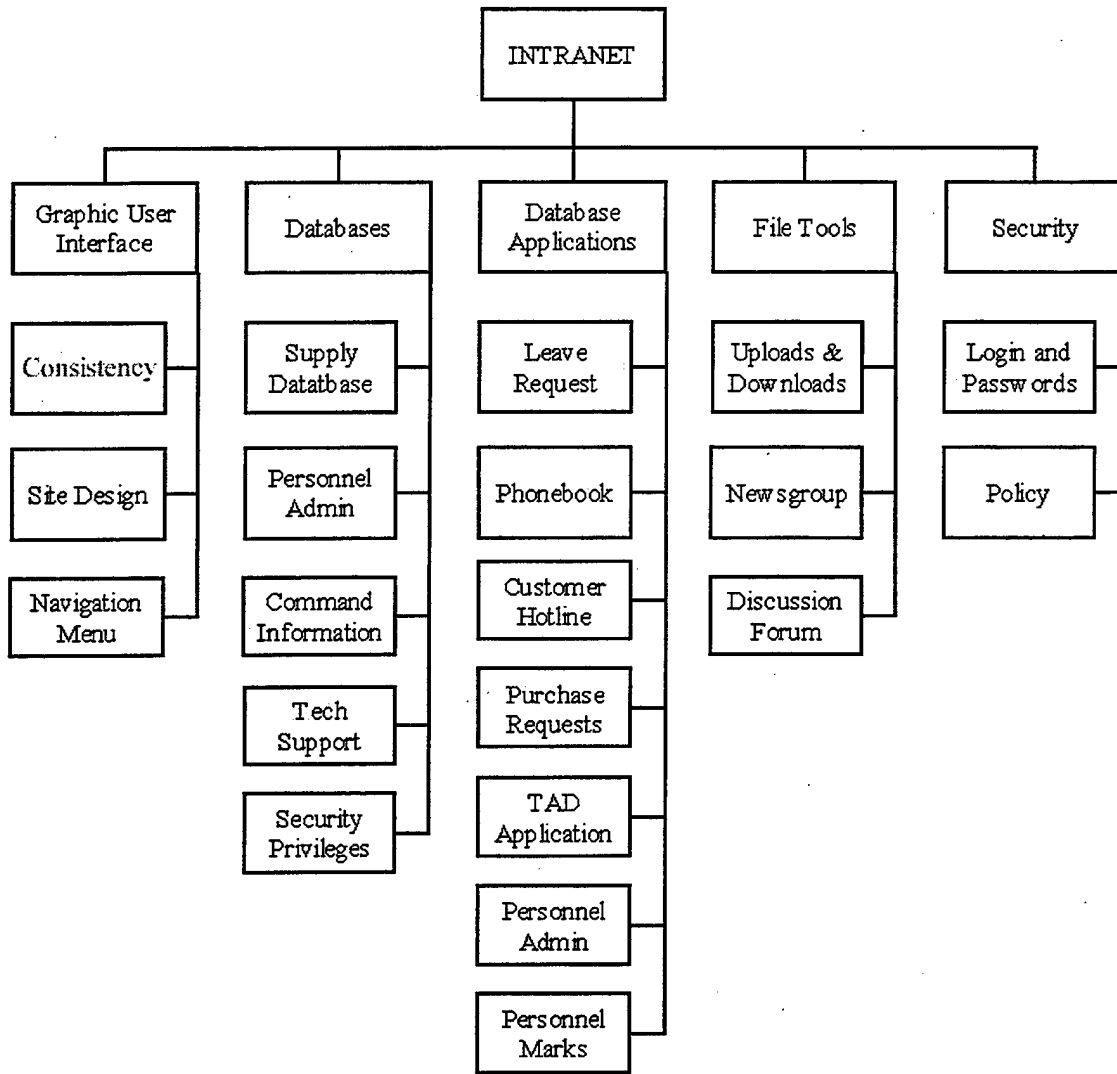 INTRANET
Graphic User
Interface
Databases
Database
Applications
File Tools
Security
Consistency
Site Design
Navigation
Menu
Supply
Datatbase
Personnel
Admin
Command
Information
Tech
Support
Security
Privileges
Leave
Request
Phonebook
Customer
Hotline
Purchase
Requests
TAD
Application
Personnel
Admin
Personnel
Marks
Uploads &
Downloads
Newsgroup
Discussion
Forum
Login and
Passwords
Policy